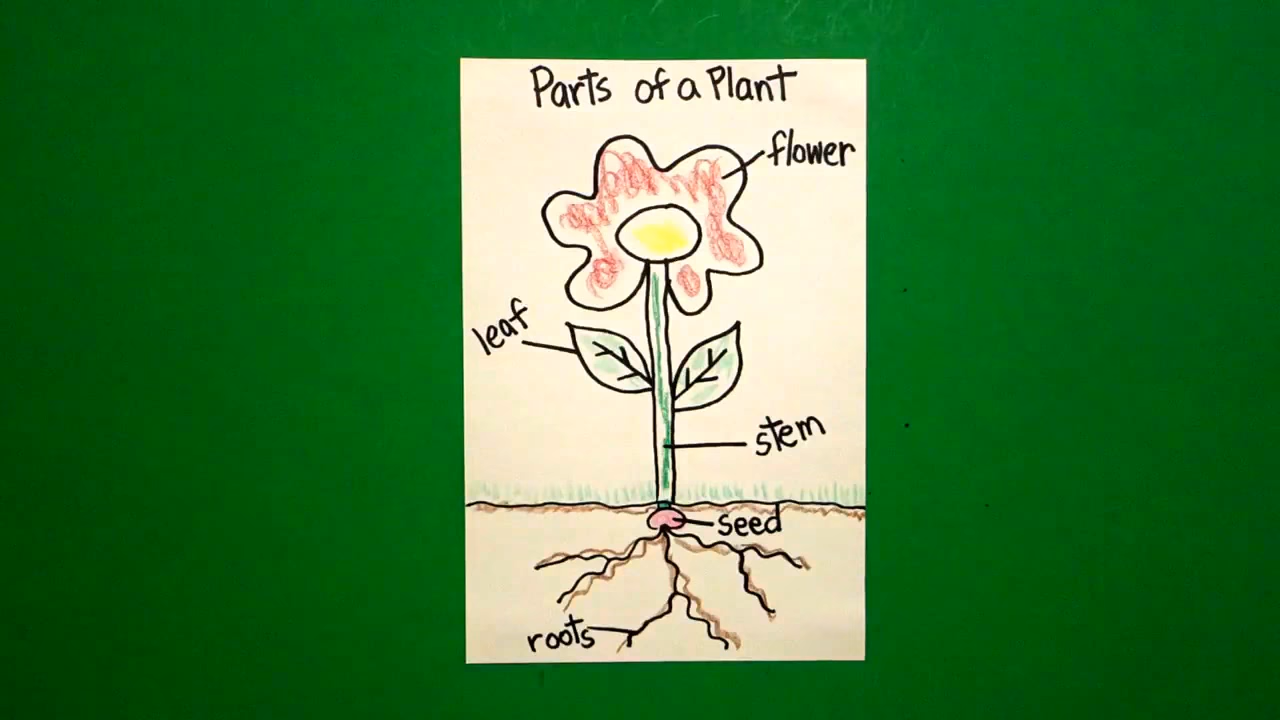 Parts of a Plant
flower
leaf
stem
seed
roots